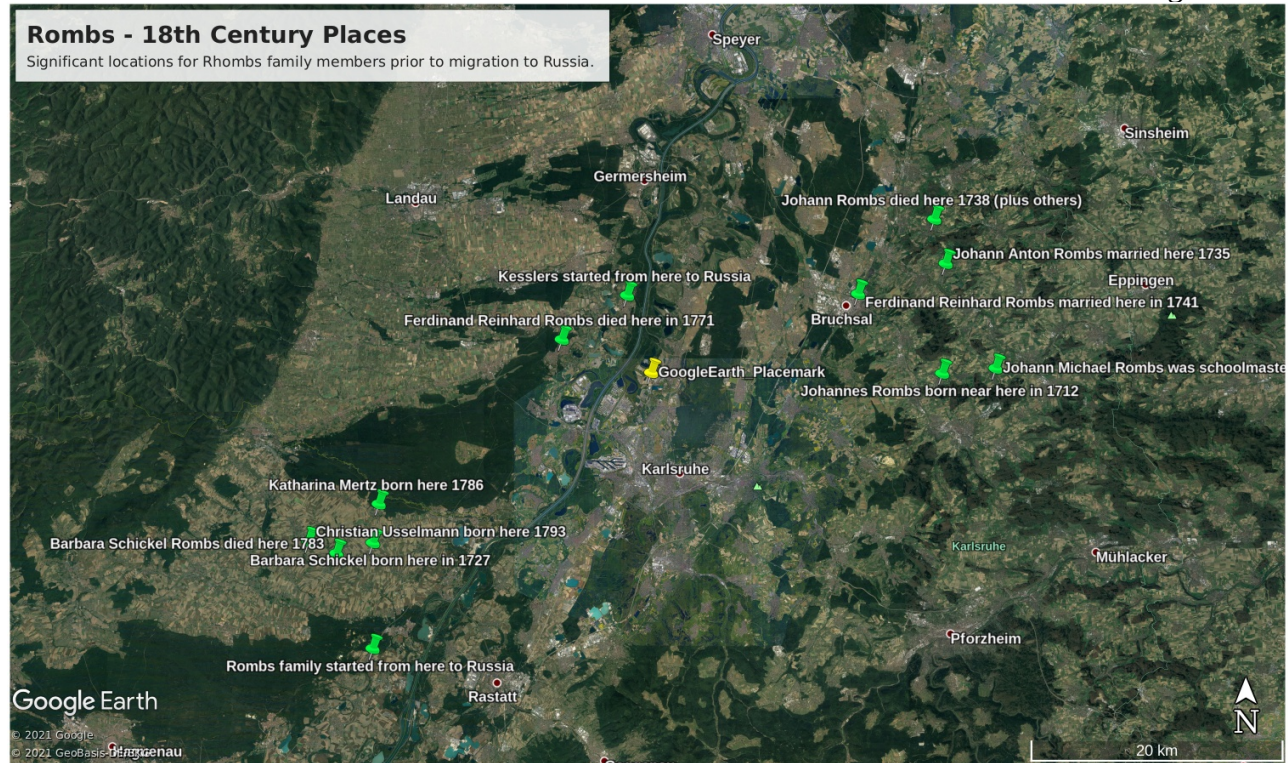 Rombs - 18th Century Places
Significant locations for Rhombs family members prior to migration to Russia.
Speyer
Sinsheim
Germersheim
Landau
Johann Rombs died here 1738 (plus others)
Johann Anton Rombs married here 1735
Kesslers started from here to Russia
Eppingen
Ferdinand Reinhard Rombs married here in 1741
Ferdinand Reinhard Rombs died here in 1771
Bruchsal
GoogleEarth_Placemark
Johann Michael Rombs was schoolmaste
Johannes Rombs born near here in 1712
Karlsruhe
Katharina Mertz born here 1786
Christian Usselmann born here 1793
Barbara Schickel Rombs died here 1783
Karlsruhe
Barbara Schickel born here in 1727
Mühlacker
Pforzheim
Rombs family started from here to Russia
Rastatt
Google Earth
N
© 2021 Google
© 2021 GeoBasis-DE/BKG
20 km